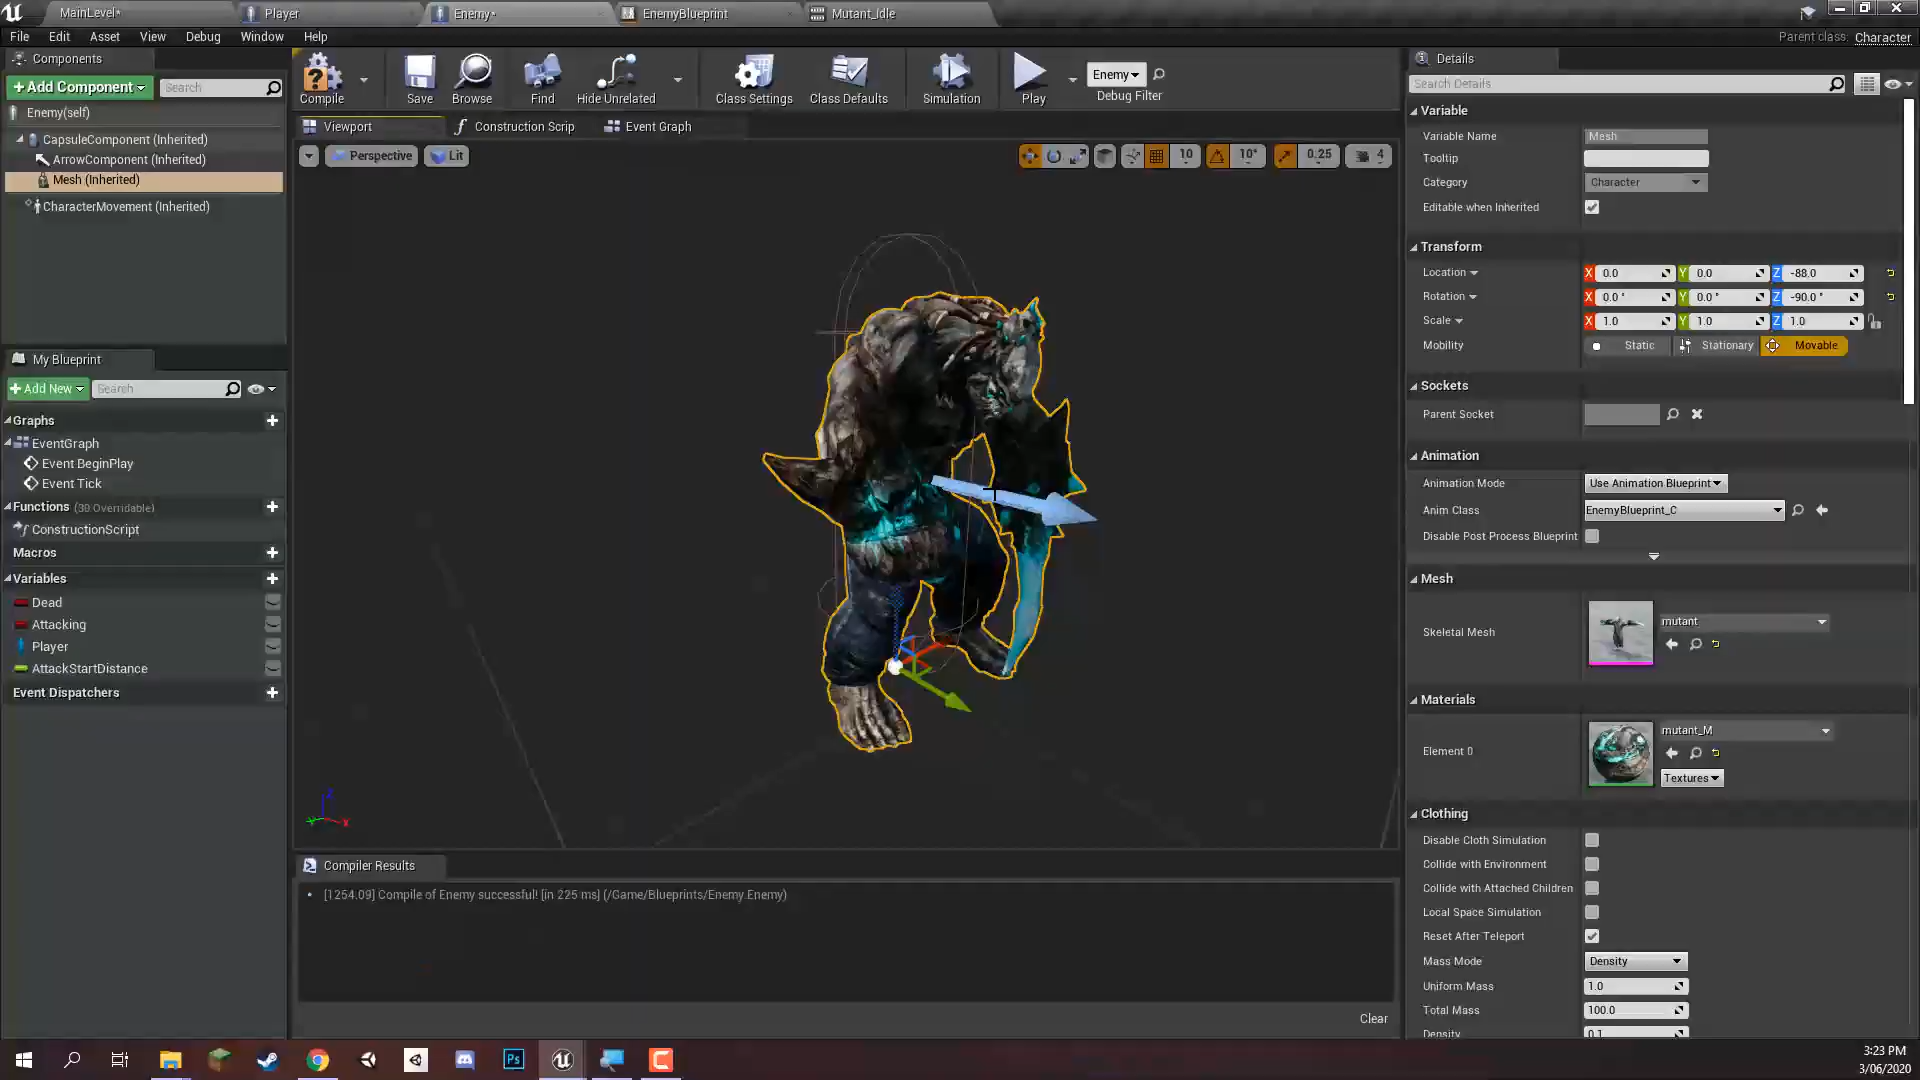 MainLevel•
Player
Enemy•
EnemyBlueprint
Mutant_Idle
File
Edit
Asset
View
Debug
Window
Help
Parent class: Character
Components
+Add Component
Search
Enemy(self)
CapsuleComponent (Inherited)
ArrowComponent (Inherited)
Mesh (Inherited)
CharacterMovement (Inherited)
Compile
Save
Browse
Find
Hide Unrelated
Class Settings
Class Defaults
Simulation
Play
Enemy
Debug Filter
Viewport
Construction Scrip
Event Graph
Perspective
Lit
10
10°
0.25
4
My Blueprint
+Add New
Search
Graphs
EventGraph
Event BeginPlay
Event Tick
Functions (30 Overridable)
ConstructionScript
Macros
Variables
Dead
Attacking
Player
AttackStartDistance
Event Dispatchers
Compiler Results
[1254.09] Compile of Enemy successful! [in 225 ms] (/Game/Blueprints/Enemy.Enemy)
Clear
Details
Search Details
Variable
Variable Name
Mesh
Tooltip
Category
Character
Editable when Inherited
Transform
Location
X 0.0 Y 0.0 Z -88.0
Rotation
X 0.0 ° Y 0.0 ° Z -90.0 °
Scale
X 1.0 Y 1.0 Z 1.0
Mobility
Static
Stationary
Movable
Sockets
Parent Socket
Animation
Animation Mode
Use Animation Blueprint
Anim Class
EnemyBlueprint_C
Disable Post Process Blueprint
Mesh
Skeletal Mesh
mutant
Materials
Element 0
mutant_M
Textures
Clothing
Disable Cloth Simulation
Collide with Environment
Collide with Attached Children
Local Space Simulation
Reset After Teleport
Mass Mode
Density
Uniform Mass
1.0
Total Mass
100.0
Density
0.1
3:23 PM
3/06/2020